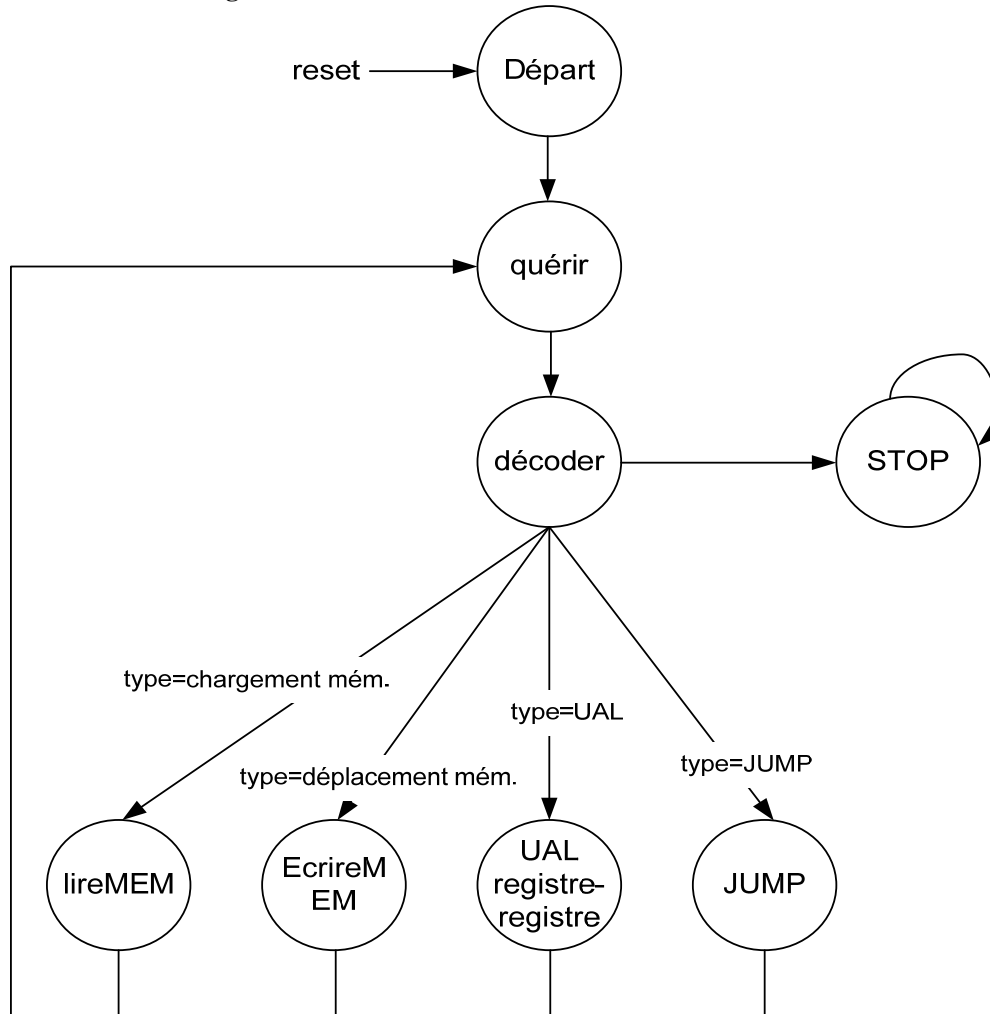 reset
Départ
quérir
décoder
STOP
type=chargement mém.
type=UAL
type=JUMP
type=déplacement mém.
lireMEM
EcrireM
EM
UAL
registre-
registre
JUMP